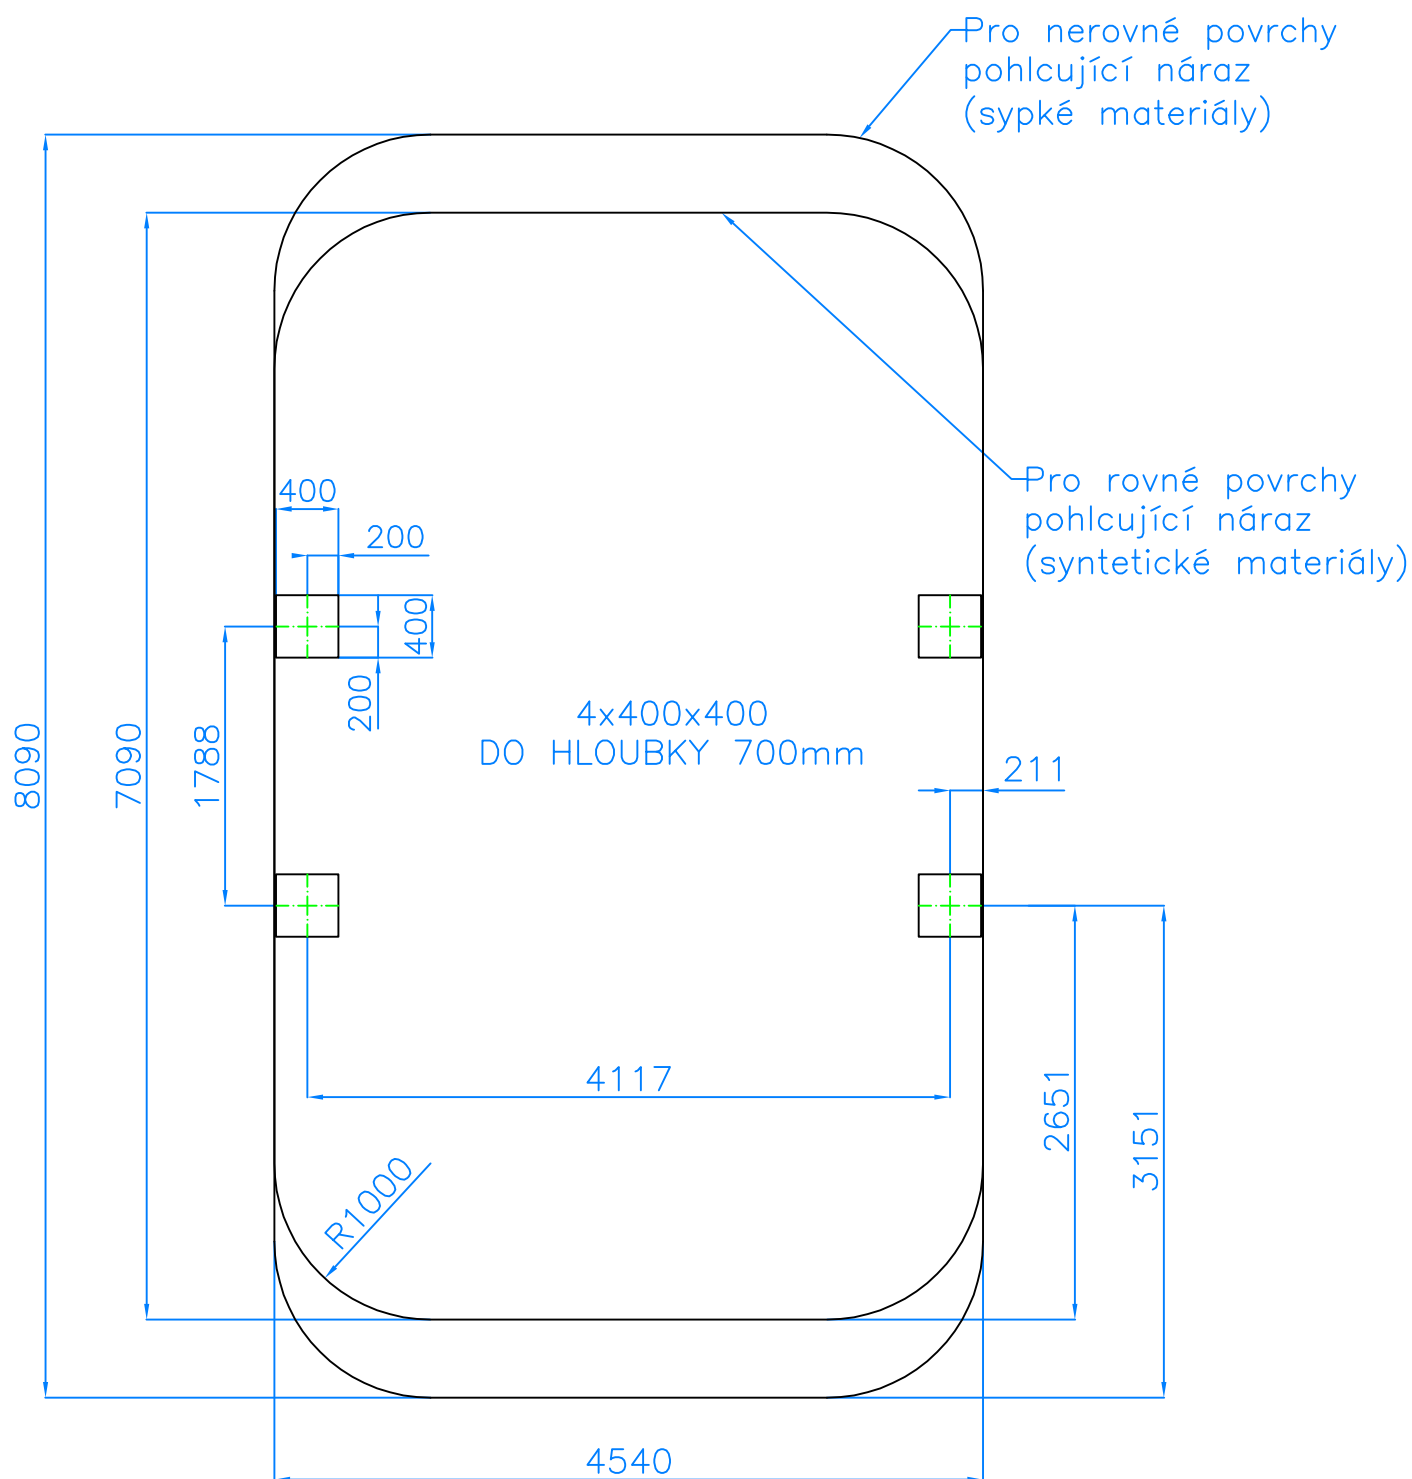 Pro nerovné povrchy
pohlcující náraz
(sypké materiály)
Pro rovné povrchy
pohlcující náraz
(syntetické materiály)
400
200
400
200
4x400x400
DO HLOUBKY 700mm
8090
7090
1788
211
4117
2651
3151
R1000
4540